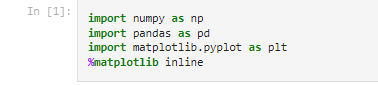 In [1]:
import numpy as np
import pandas as pd
import matplotlib.pyplot as plt
%matplotlib inline